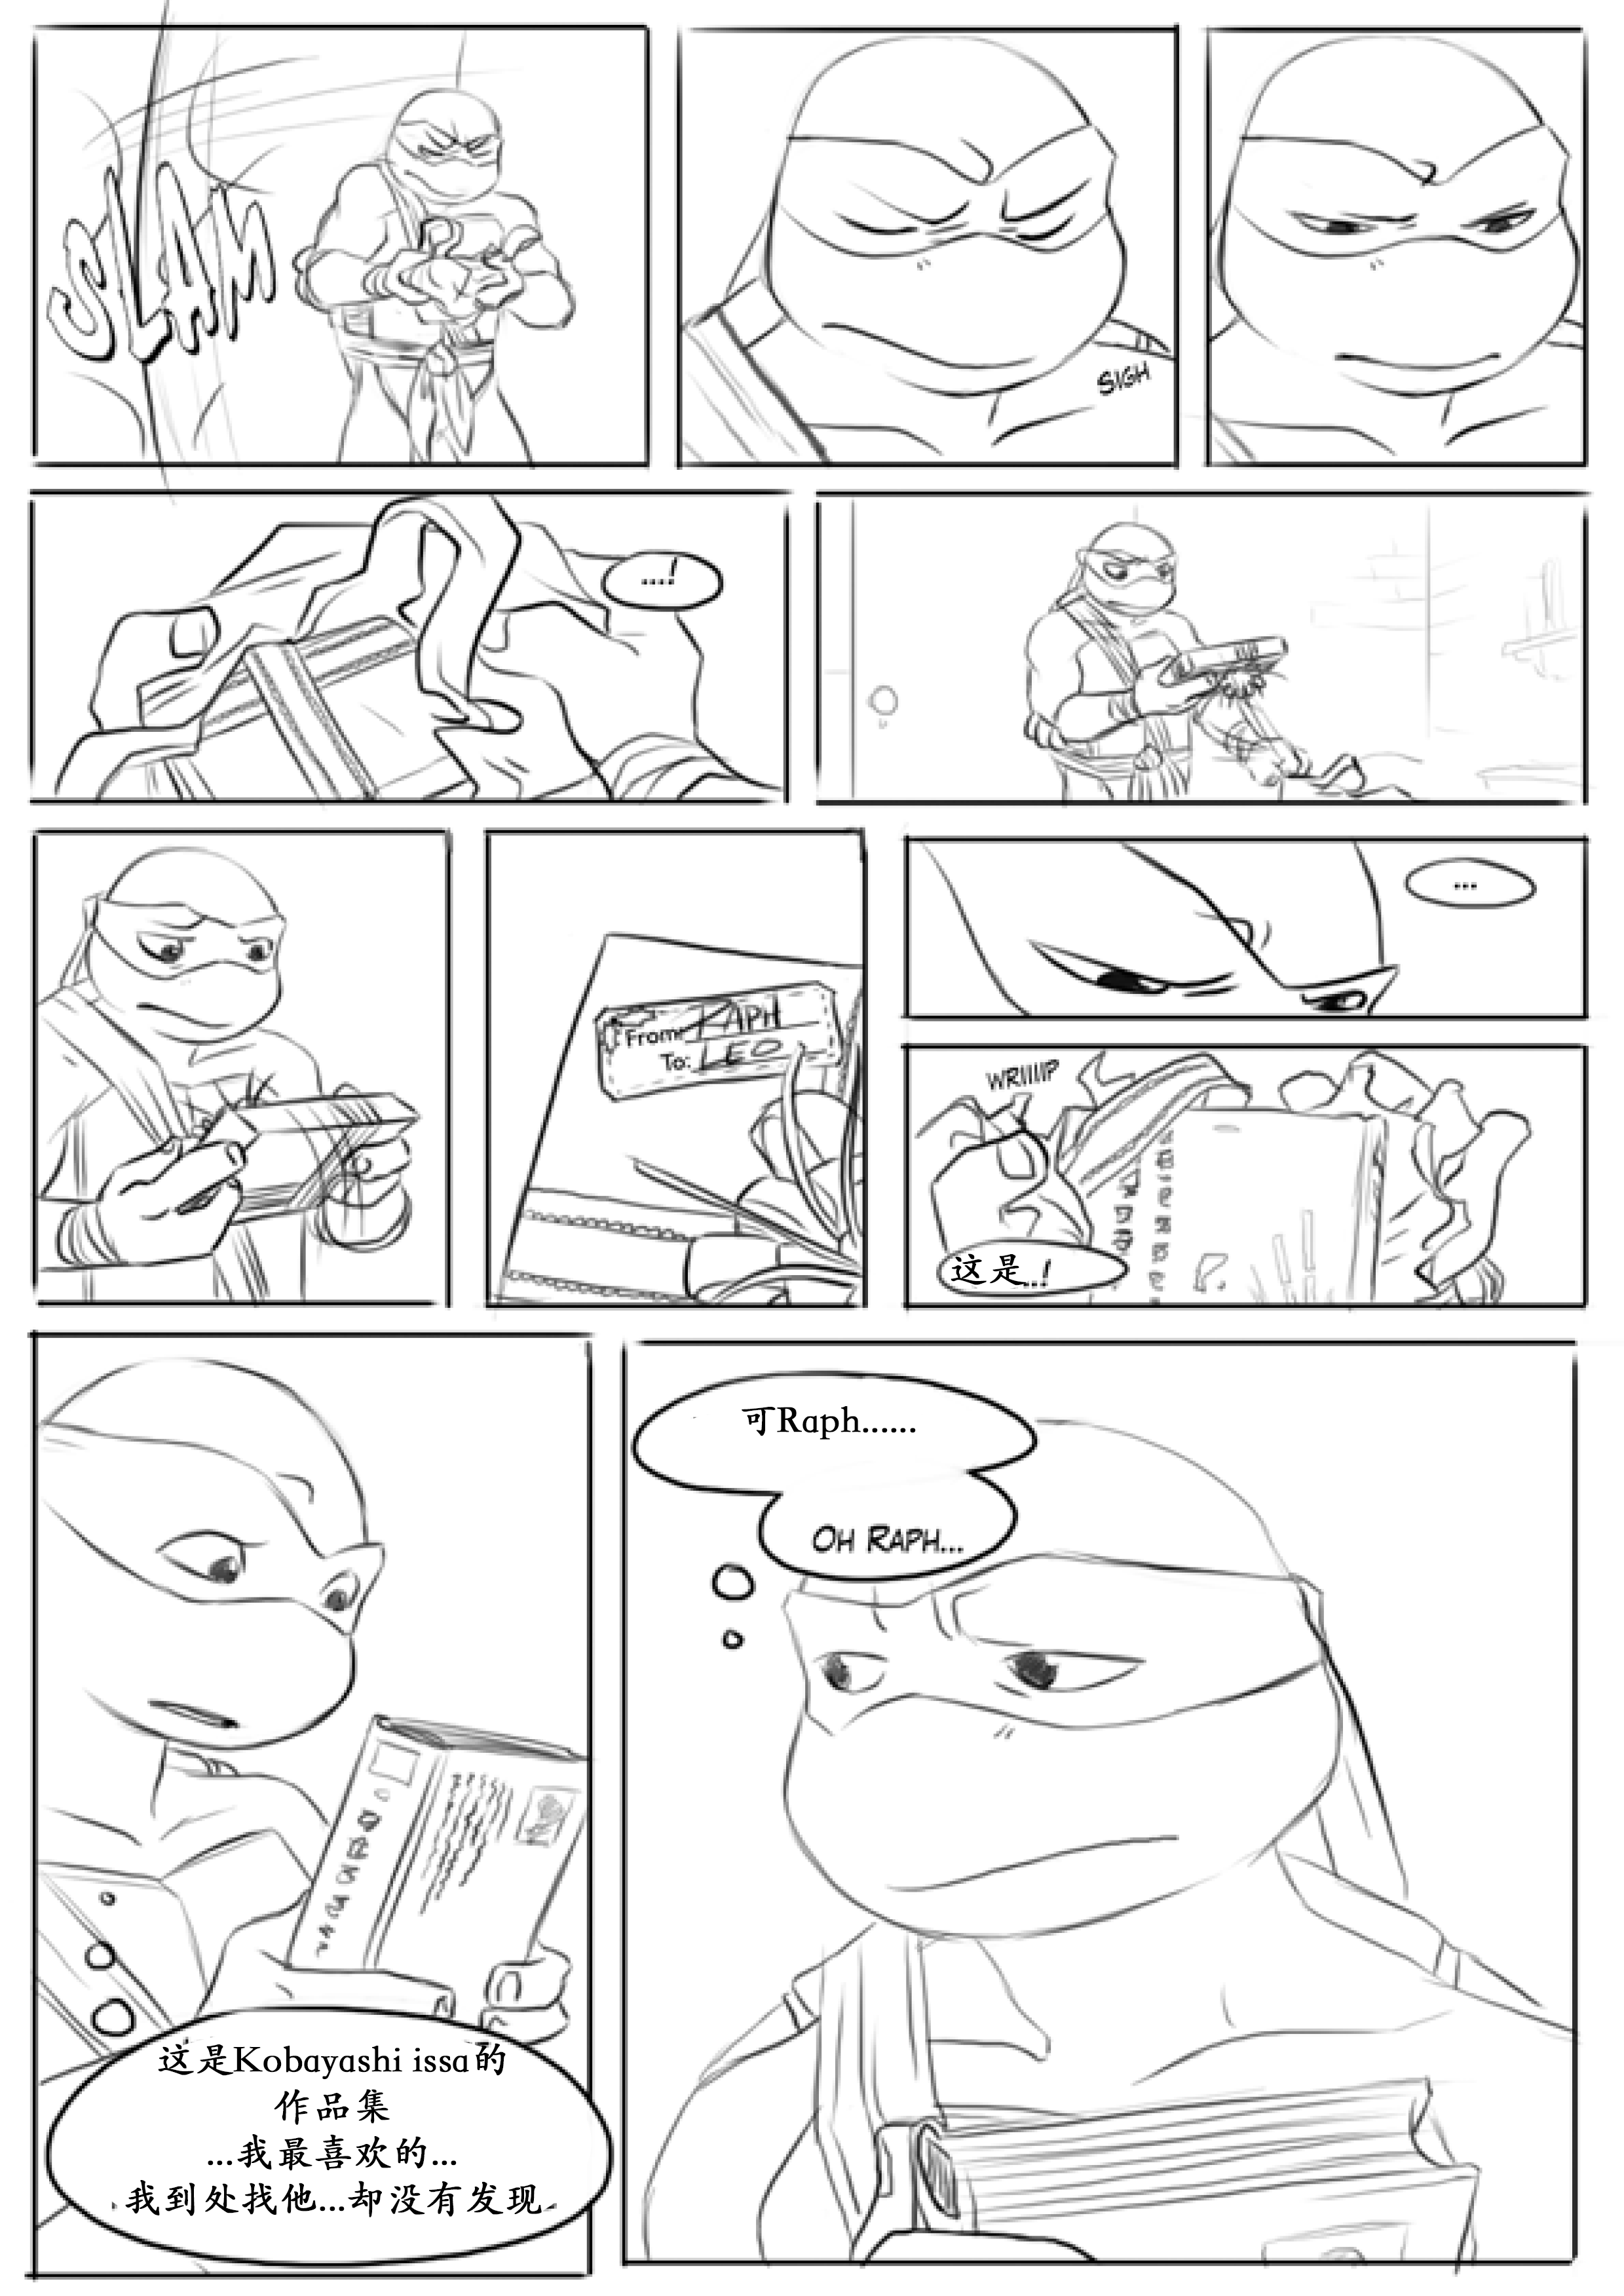 SLAM
SIGH
....!
From: RAPH
To: LEO
...
WRIIIIP
这是..!
这是Kobayashi issa的
作品集
...我最喜欢的...
我到处找他...却没有发现
可Raph......
OH RAPH...